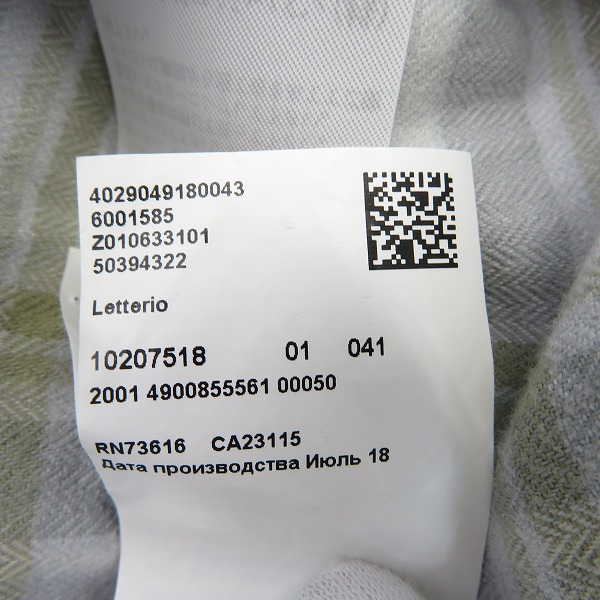 4029049180043
6001585
Z010633101
50394322
Letterio
10207518 01 041
2001 4900855561 00050
RN73616 CA23115
Дата производства Июль 18